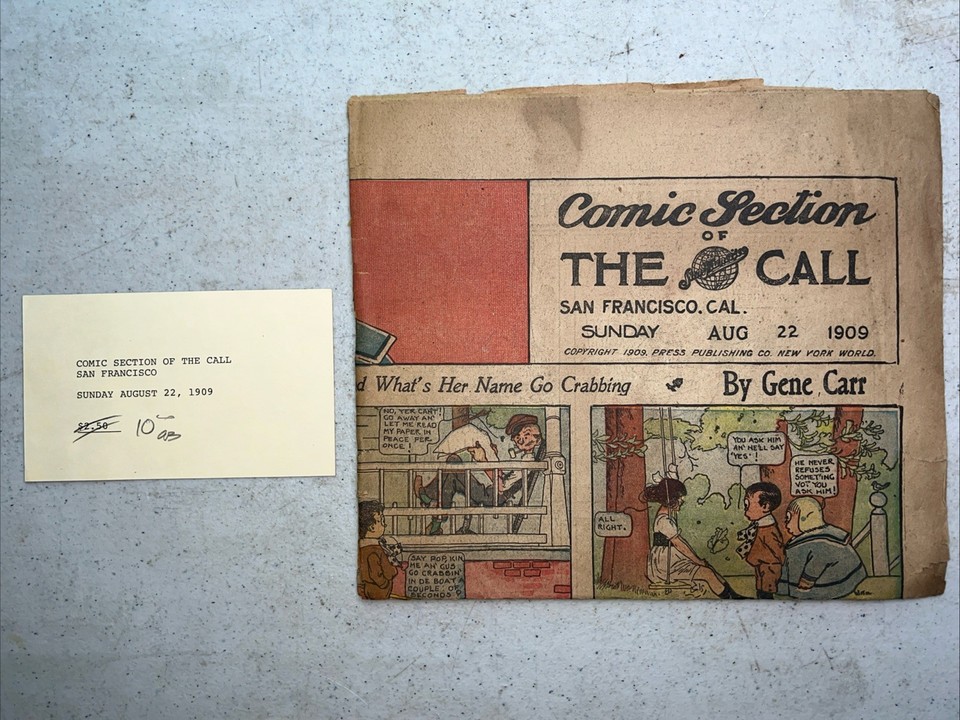 COMIC SECTION OF THE CALL
SAN FRANCISCO
SUNDAY AUGUST 22, 1909
$2.50 10
Comic Section
OF
THE CALL
SAN FRANCISCO. CAL.
SUNDAY AUG 22 1909
COPYRIGHT 1909. PRESS PUBLISHING CO. NEW YORK WORLD.
d What's Her Name Go Crabbing By Gene Carr
NO, YER CAN'T!
GO AWAY AN'
LET ME READ
MY PAPER IN
PEACE FER
ONCE!
SAY POP, KIN
ME AN' GUS
GO CRABBIN'
IN DE BOAT A
COUPLE OF
SECONDS
ALL
RIGHT.
YOU ASK HIM
AN' HE'LL SAY
"YES"!
HE NEVER
REFUSES
SOMETING
VOT YOU
ASK HIM!